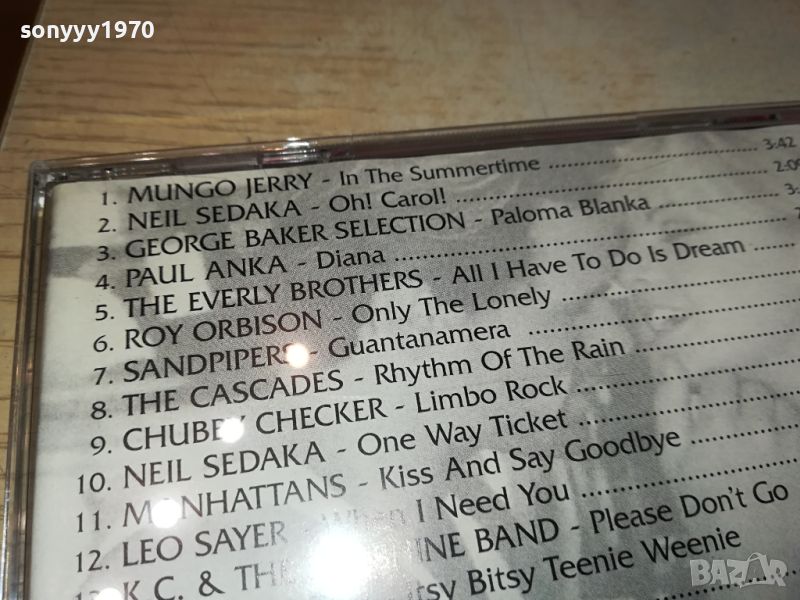 sonyyy1970
1. MUNGO JERRY - In The Summertime 3:42
2. NEIL SEDAKA - Oh! Carol!
3. GEORGE BAKER SELECTION - Paloma Blanka
4. PAUL ANKA - Diana
5. THE EVERLY BROTHERS - All I Have To Do Is Dream
6. ROY ORBISON - Only The Lonely
7. SANDPIPERS - Guantanamera
8. THE CASCADES - Rhythm Of The Rain
9. CHUBBY CHECKER - Limbo Rock
10. NEIL SEDAKA - One Way Ticket
11. MANHATTANS - Kiss And Say Goodbye
12. LEO SAYER - When I Need You
K.C. & THE BAND - Please Don't Go
Bitsy Teenie Weenie
BAZAR